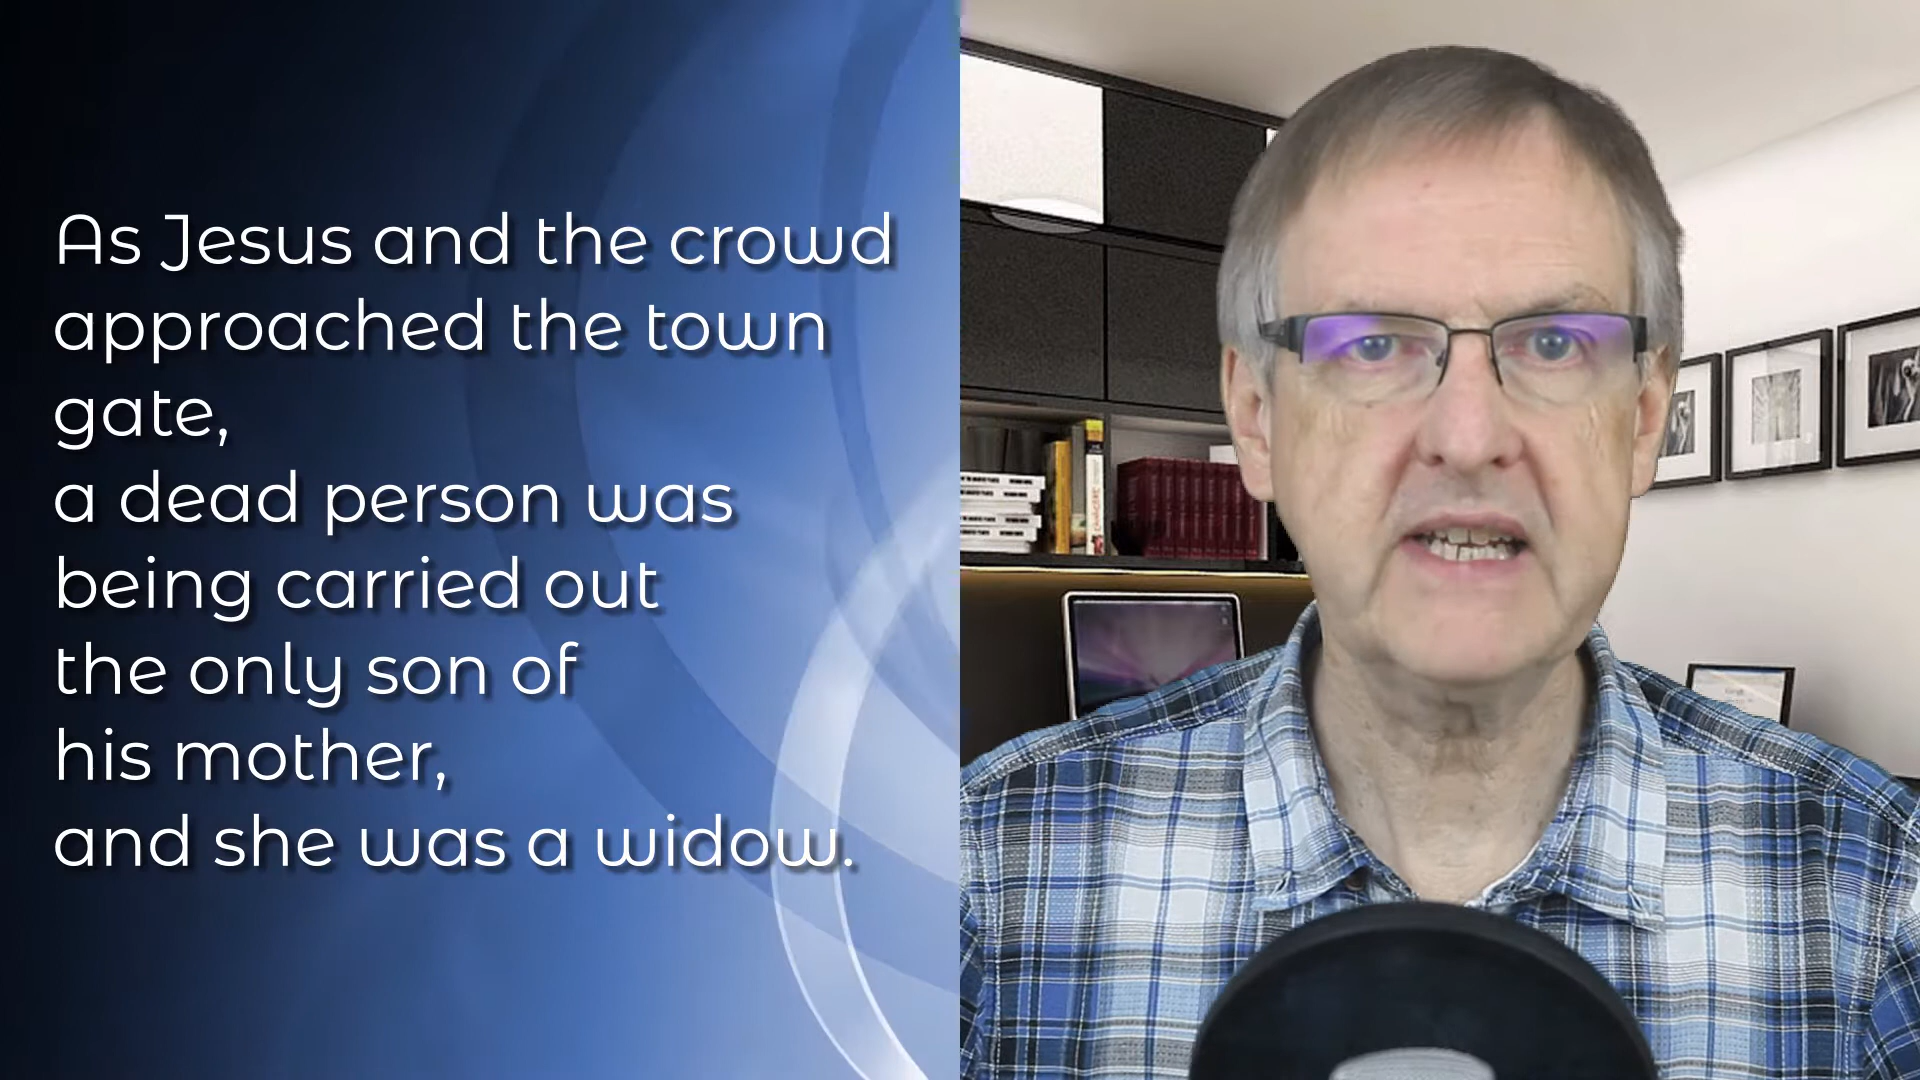 As Jesus and the crowd
approached the town
gate,
a dead person was
being carried out
the only son of
his mother,
and she was a widow.